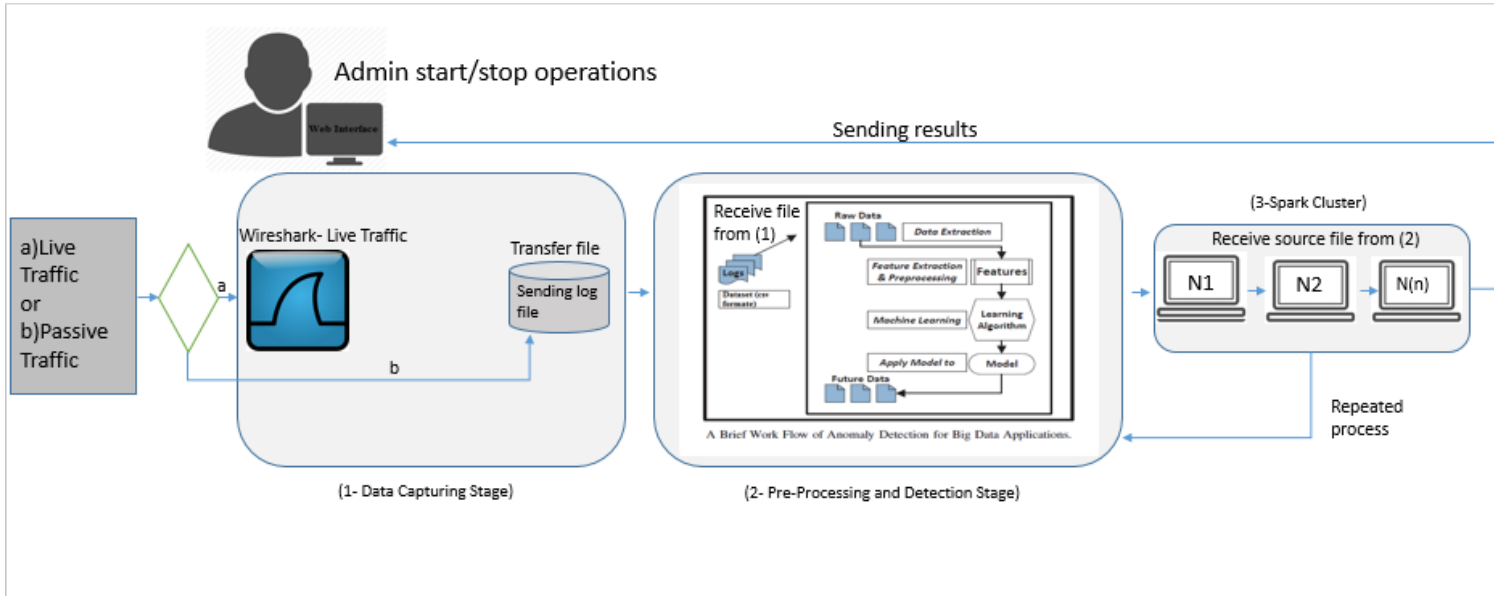 Admin start/stop operations
Web Interface
Sending results
a)Live
Traffic
or
b)Passive
Traffic
a
b
Wireshark- Live Traffic
Transfer file
Sending log
file
(1- Data Capturing Stage)
Receive file
from (1)
Logs
Dataset (csv
formate)
Raw Data
Data Extraction
Feature Extraction
& Preprocessing
Features
Machine Learning
Learning
Algorithm
Apply Model to
Model
Future Data
A Brief Work Flow of Anomaly Detection for Big Data Applications.
(2- Pre-Processing and Detection Stage)
(3-Spark Cluster)
Receive source file from (2)
N1
N2
N(n)
Repeated
process